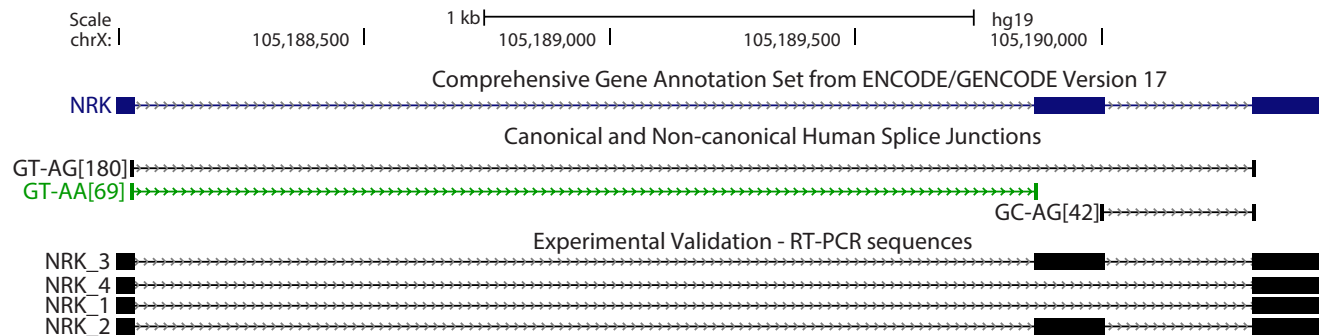 Scale 1 kb hg19
chrX: 105,188,500 105,189,000 105,189,500 105,190,000
Comprehensive Gene Annotation Set from ENCODE/GENCODE Version 17
NRK
Canonical and Non-canonical Human Splice Junctions
GT-AG[180]
GT-AA[69]
GC-AG[42]
Experimental Validation - RT-PCR sequences
NRK_3
NRK_4
NRK_1
NRK_2